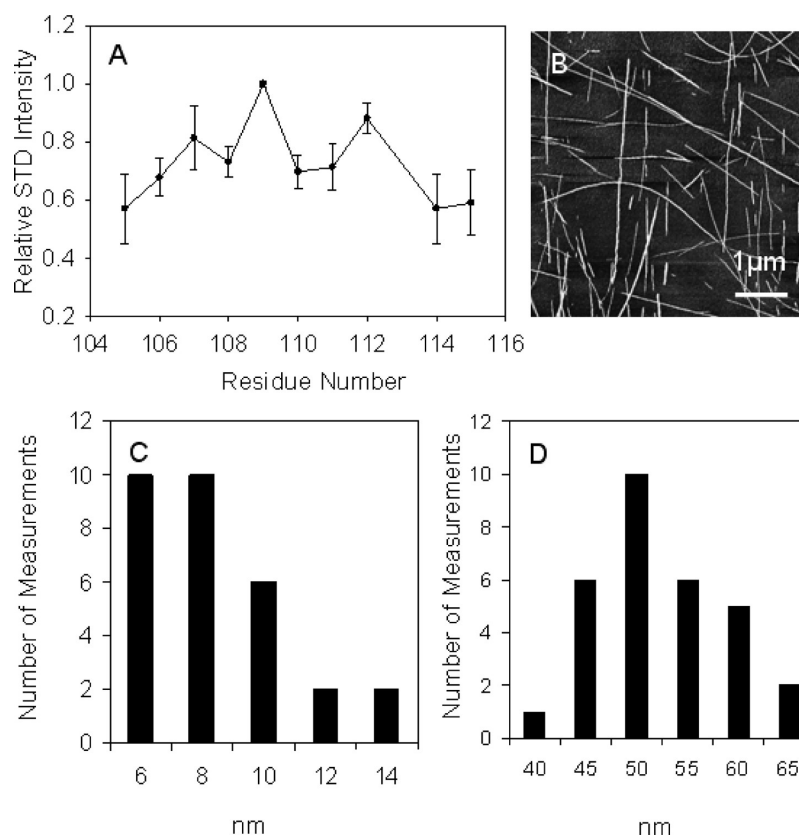 A
Relative STD Intensity
1.2
1.0
0.8
0.6
0.4
0.2
104 106 108 110 112 114 116
Residue Number
B
1µm
C
Number of Measurements
12
10
8
6
4
2
0
6 8 10 12 14
nm
D
Number of Measurements
12
10
8
6
4
2
0
40 45 50 55 60 65
nm